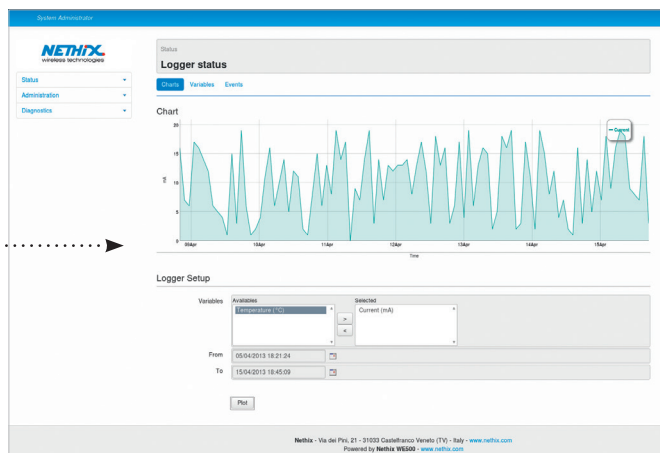 System Administrator
NETHIX
wireless technologies
Status
Administration
Diagnostics
Status
Logger status
Charts Variables Events
Chart
Current
20
15
10
5
0
mA
09Apr 10Apr 11Apr 12Apr 13Apr 14Apr 15Apr
Time
Logger Setup
Variables
Availables
Temperature (°C)
>
<
Selected
Current (mA)
From 05/04/2013 18:21:24
To 15/04/2013 18:45:09
Plot
Nethix - Via dei Pini, 21 - 31033 Castelfranco Veneto (TV) - Italy - www.nethix.com
Powered by Nethix WE500 - www.nethix.com